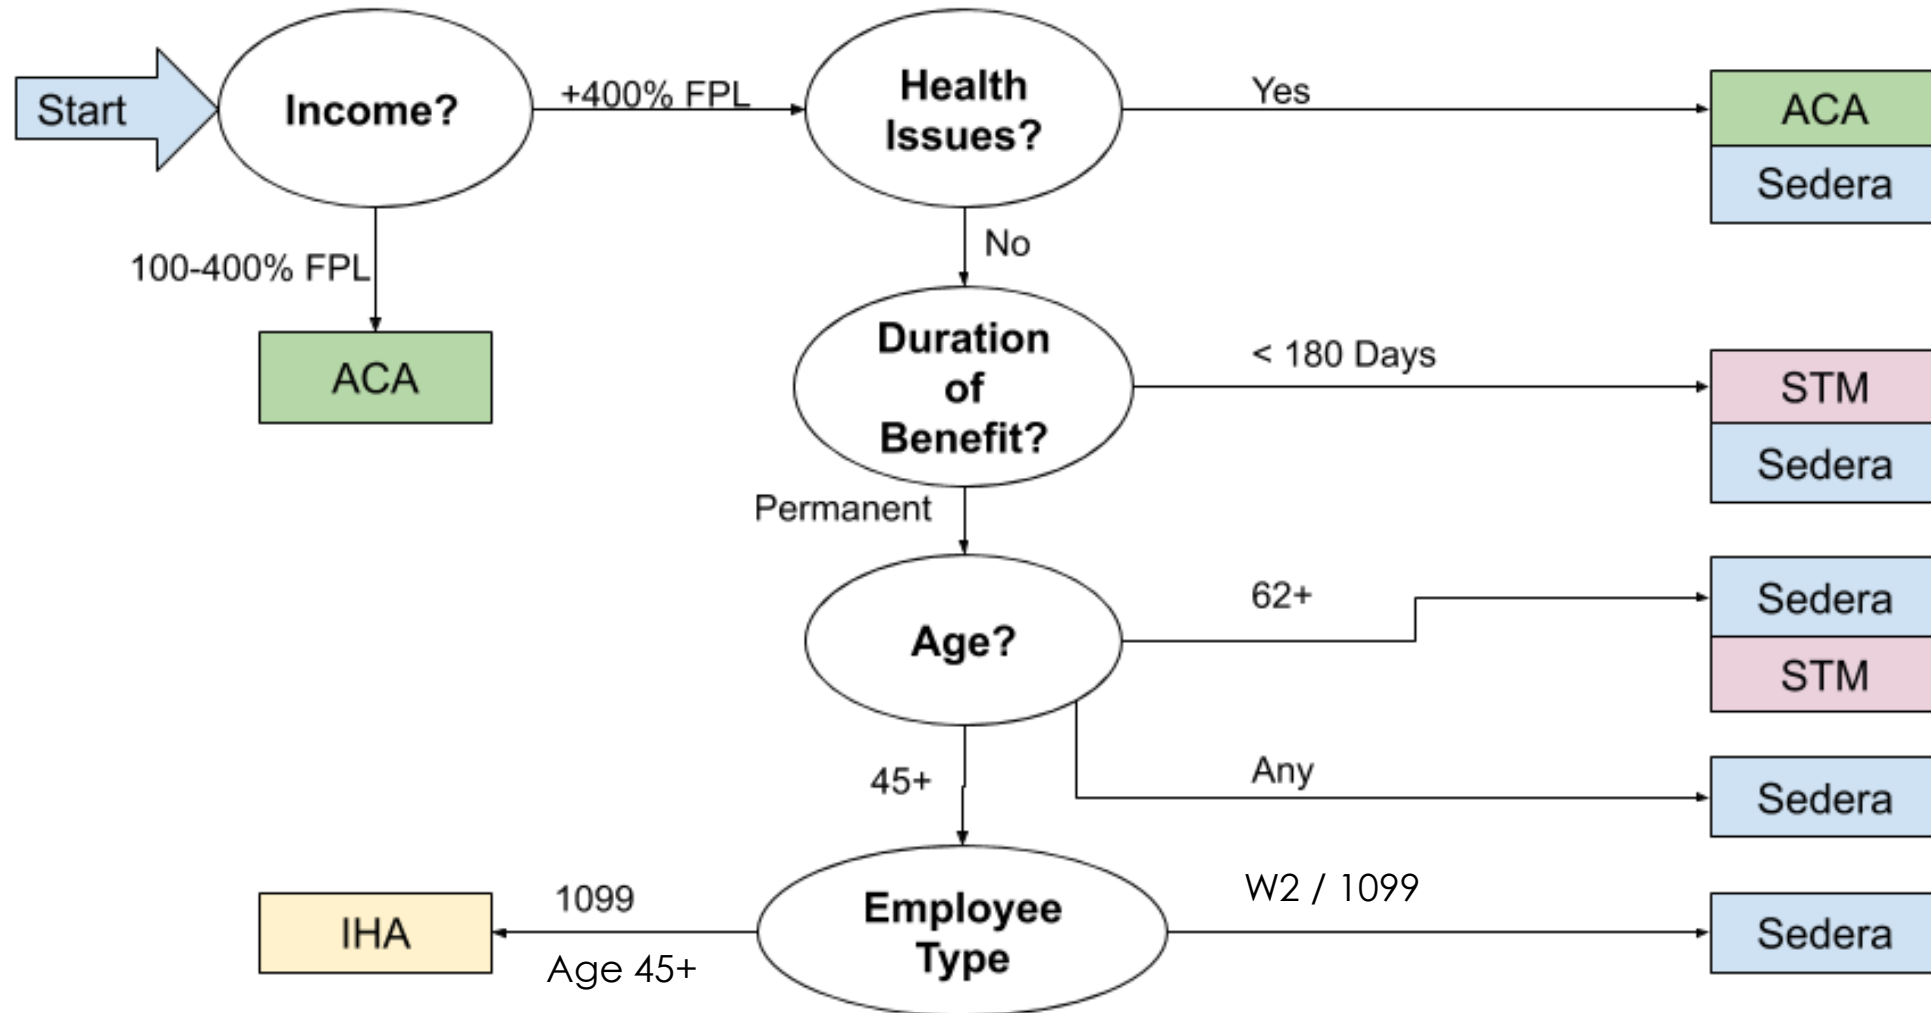 Start
Income?
+400% FPL
Health
Issues?
Yes
ACA
Sedera
100-400% FPL
ACA
No
Duration
of
Benefit?
< 180 Days
STM
Sedera
Permanent
Age?
62+
Sedera
STM
45+
Any
Sedera
Employee
Type
1099
Age 45+
IHA
W2 / 1099
Sedera